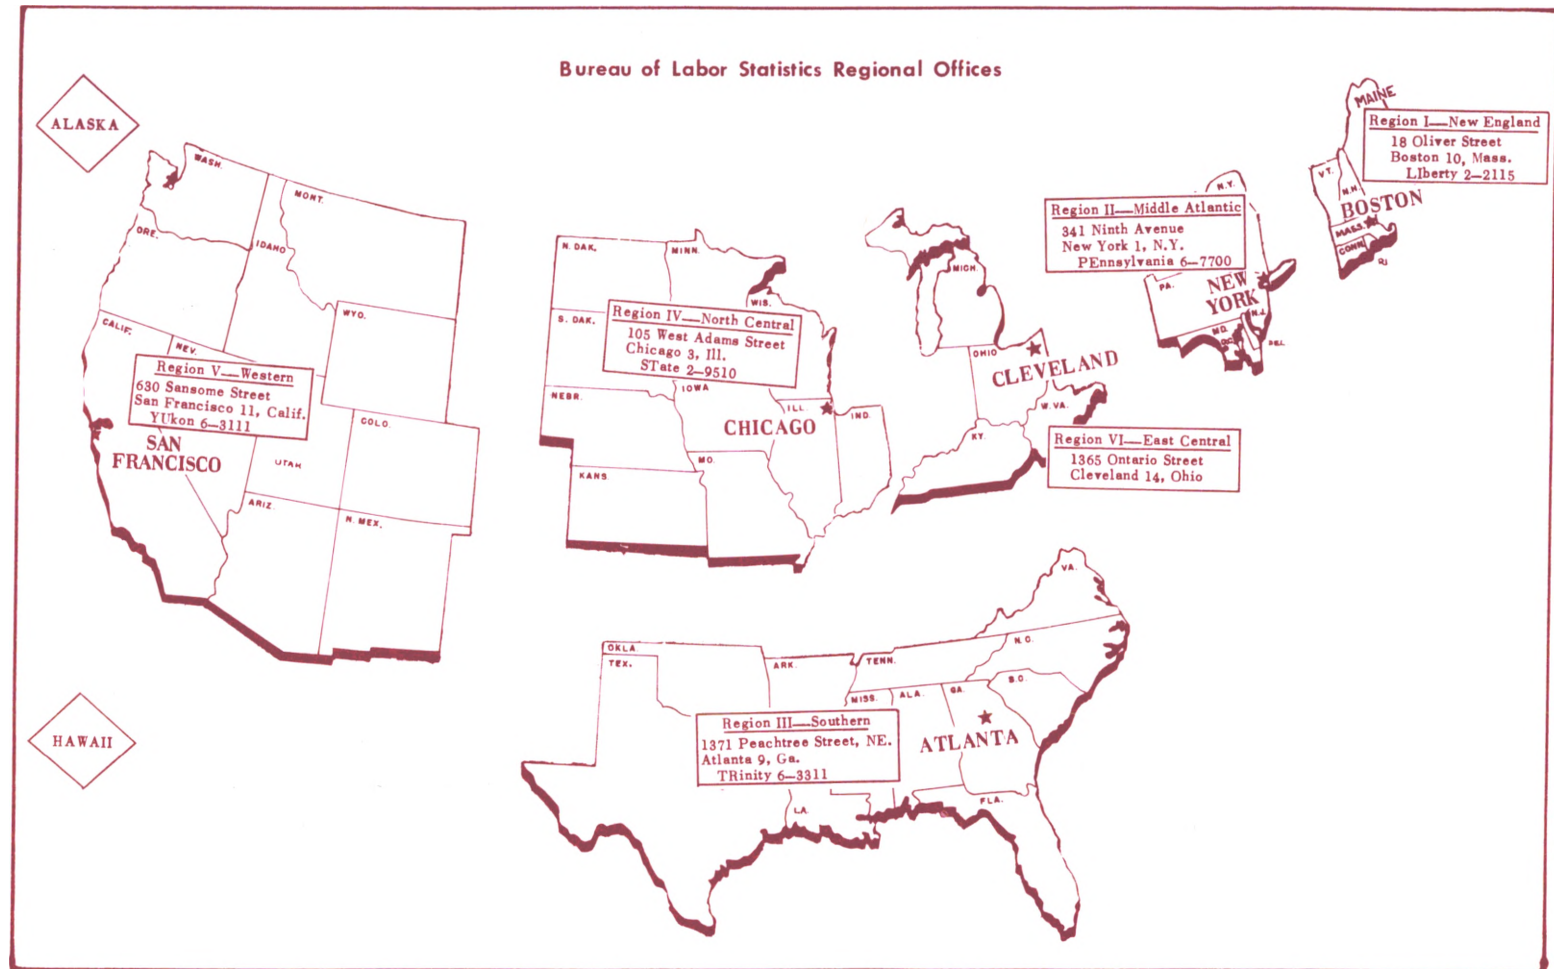 Bureau of Labor Statistics Regional Offices
ALASKA
HAWAII
WASH.
MONT.
ORE.
IDAHO
WYO.
CALIF.
NEV.
Region V—Western
630 Sansome Street
San Francisco 11, Calif.
YUkon 6-3111
SAN
FRANCISCO
UTAH
COLO.
ARIZ.
N. MEX.
N. DAK.
MINN.
S. DAK.
WIS.
Region IV—North Central
105 West Adams Street
Chicago 3, Ill.
STate 2-9510
NEBR.
IOWA
ILL.
IND.
CHICAGO
KANS.
MO.
MICH.
OHIO
CLEVELAND
W. VA.
KY.
Region VI—East Central
1365 Ontario Street
Cleveland 14, Ohio
N.Y.
Region II—Middle Atlantic
341 Ninth Avenue
New York 1, N.Y.
PEnnsylvania 6-7700
PA.
NEW
YORK
N.J.
MD.
D.C.
DEL.
MAINE
Region I—New England
18 Oliver Street
Boston 10, Mass.
LIberty 2-2115
VT.
N.H.
BOSTON
MASS.
CONN.
RI
VA.
OKLA.
TEX.
ARK.
TENN.
N.C.
MISS.
ALA.
GA.
S.C.
Region III—Southern
1371 Peachtree Street, NE.
Atlanta 9, Ga.
TRinity 6-3311
ATLANTA
LA.
FLA.